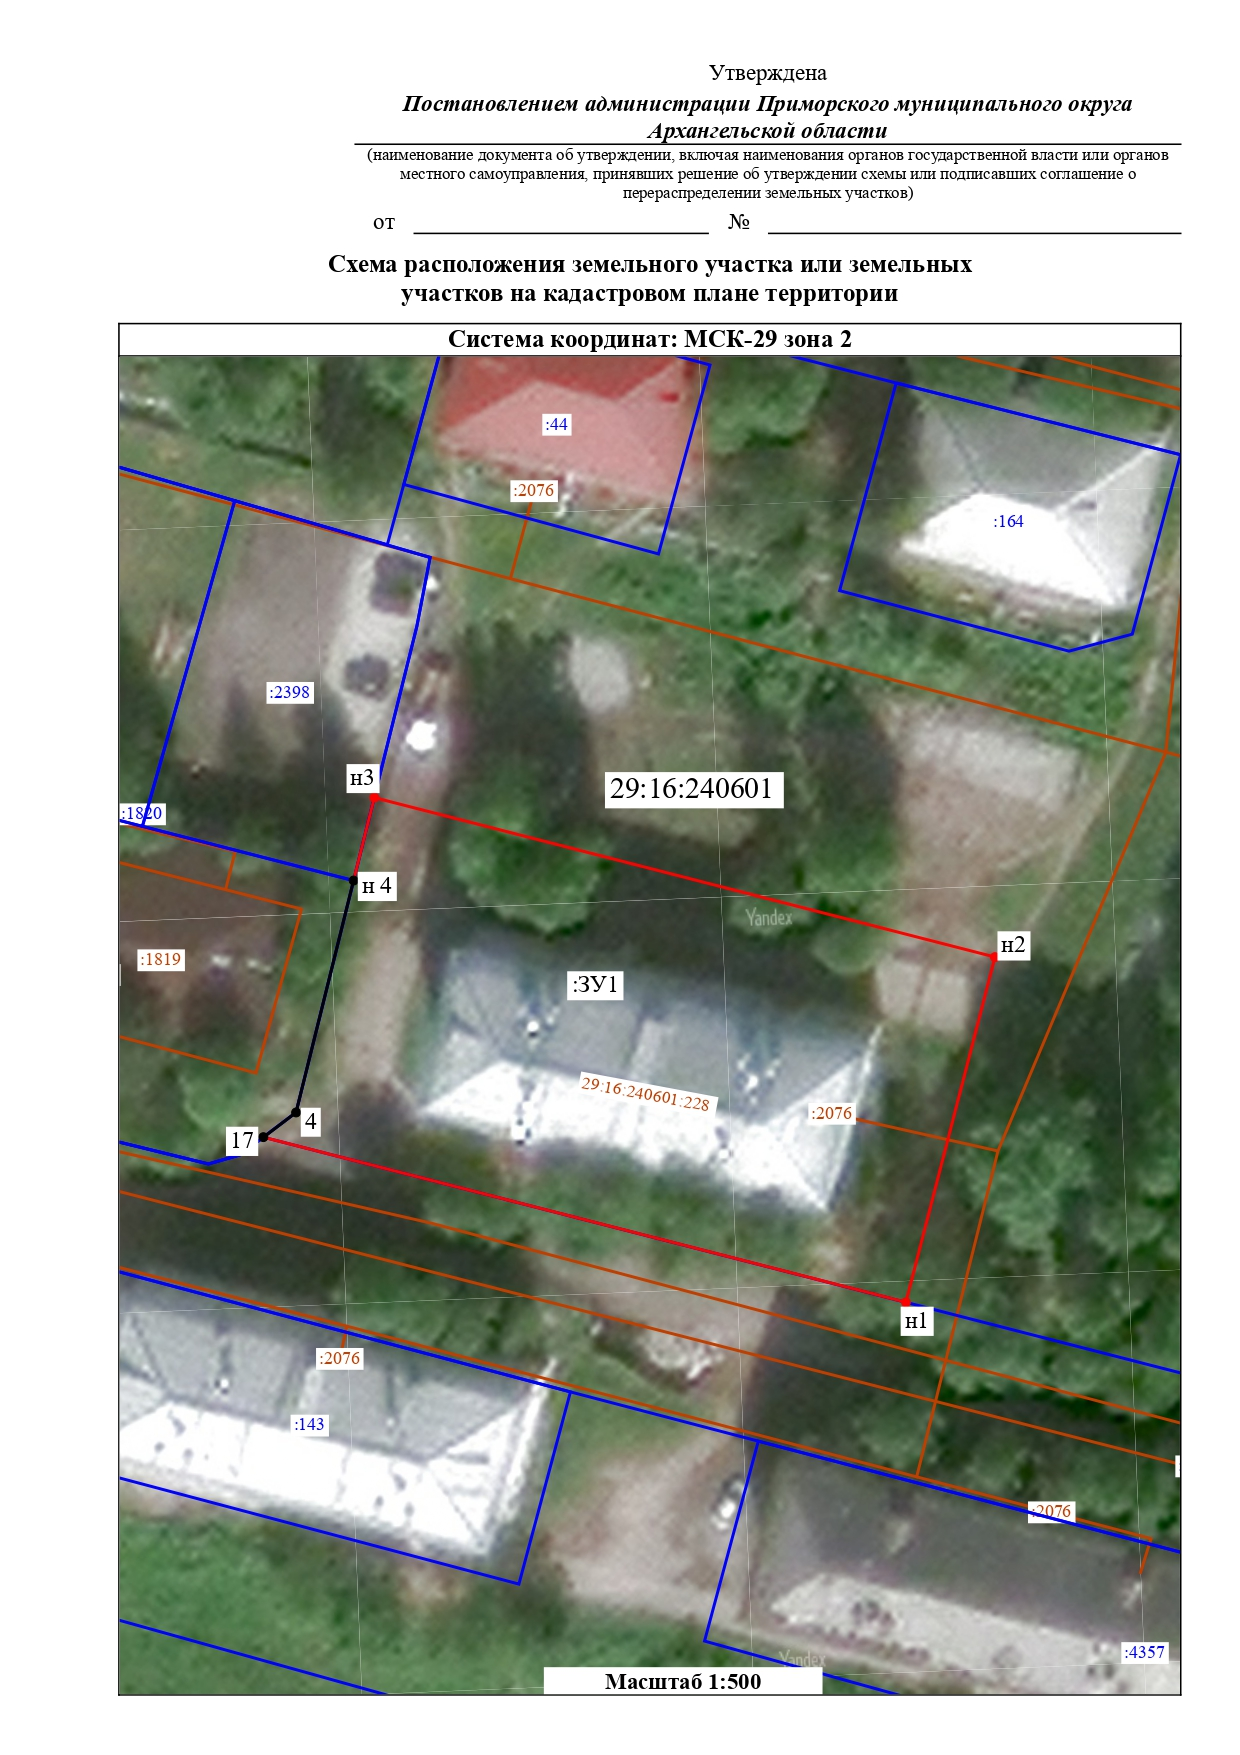 Утверждена
Постановлением администрации Приморского муниципального округа
Архангельской области
(наименование документа об утверждении, включая наименования органов государственной власти или органов
местного самоуправления, принявших решение об утверждении схемы или подписавших соглашение о
перераспределении земельных участков)
от № 
Схема расположения земельного участка или земельных
участков на кадастровом плане территории
Система координат: МСК-29 зона 2
:44
:2076
:164
:2398
н3
29:16:240601
:1820
н 4
Yandex
н2
:1819
:ЗУ1
29:16:240601:228
:2076
4
17
н1
:2076
:143
:2076
:4357
Yandex
Масштаб 1:500